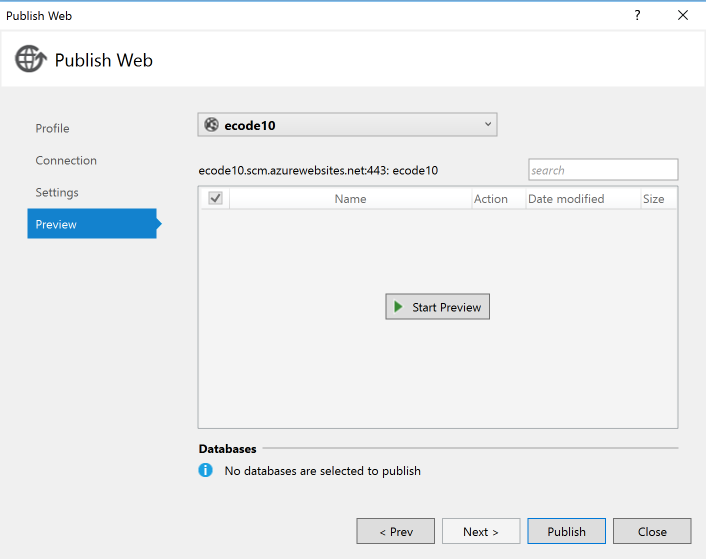 Publish Web
?
Publish Web
Profile
Connection
Settings
Preview
ecode10
ecode10.scm.azurewebsites.net:443: ecode10
search
Name Action Date modified Size
Start Preview
Databases
No databases are selected to publish
< Prev Next > Publish Close